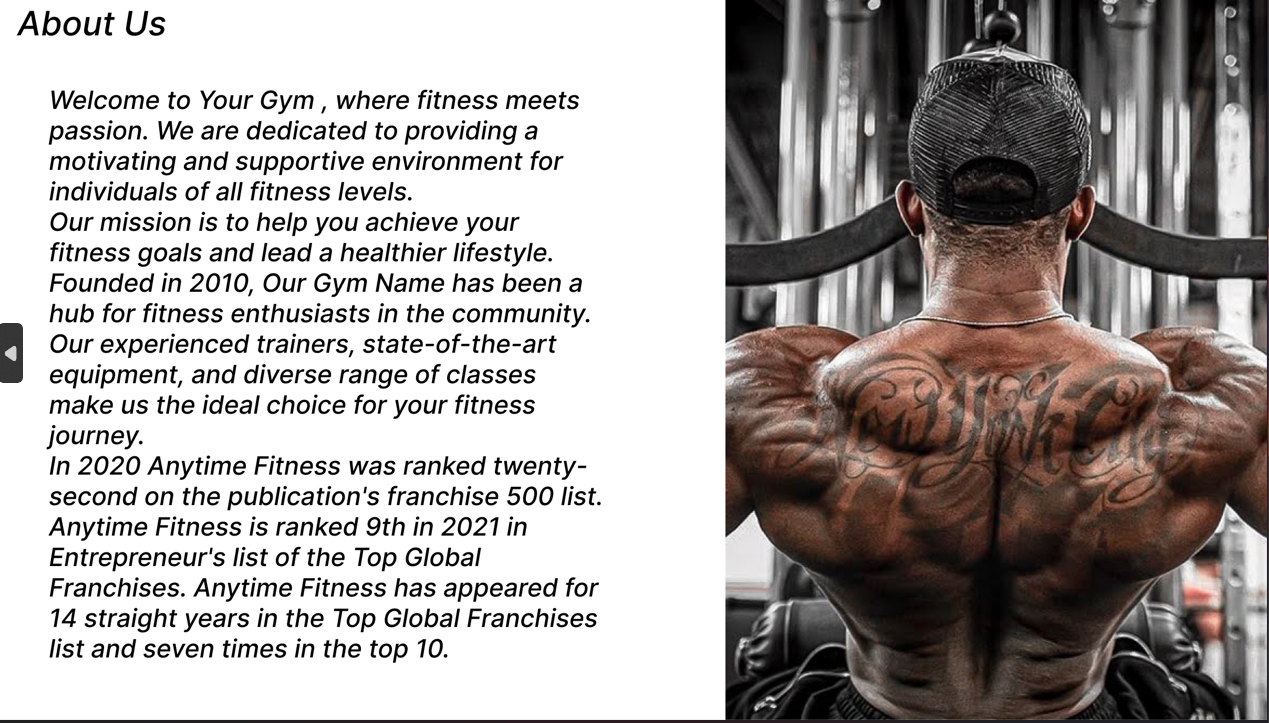 About Us
Welcome to Your Gym , where fitness meets
passion. We are dedicated to providing a
motivating and supportive environment for
individuals of all fitness levels.
Our mission is to help you achieve your
fitness goals and lead a healthier lifestyle.
Founded in 2010, Our Gym Name has been a
hub for fitness enthusiasts in the community.
Our experienced trainers, state-of-the-art
equipment, and diverse range of classes
make us the ideal choice for your fitness
journey.
In 2020 Anytime Fitness was ranked twenty-
second on the publication's franchise 500 list.
Anytime Fitness is ranked 9th in 2021 in
Entrepreneur's list of the Top Global
Franchises. Anytime Fitness has appeared for
14 straight years in the Top Global Franchises
list and seven times in the top 10.
New York City